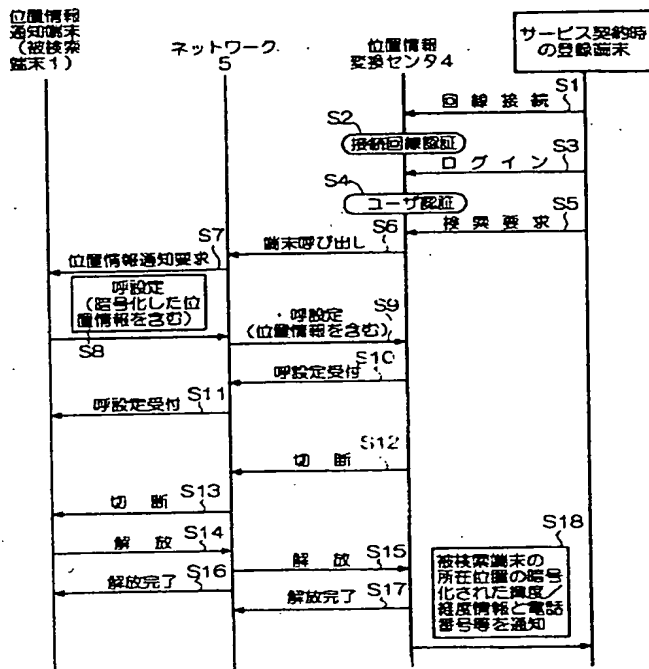 位置情報
通知端末
(被検索
端末1)
ネットワーク
5
位置情報
変換センタ4
サービス契約時
の登録端末
S1
回線接続
S2
接続回線認証
S3
ログイン
S4
ユーザ認証
S5
検索要求
S6
端末呼び出し
S7
位置情報通知要求
呼設定
(暗号化した位
置情報を含む)
S8
S9
呼設定
(位置情報を含む)
S10
呼設定受付
S11
呼設定受付
S12
切断
S13
切断
S14
解放
S15
解放
S16
解放完了
S17
解放完了
S18
被検索端末の
所在位置の暗号
化された緯度/
経度情報と電話
番号等を通知